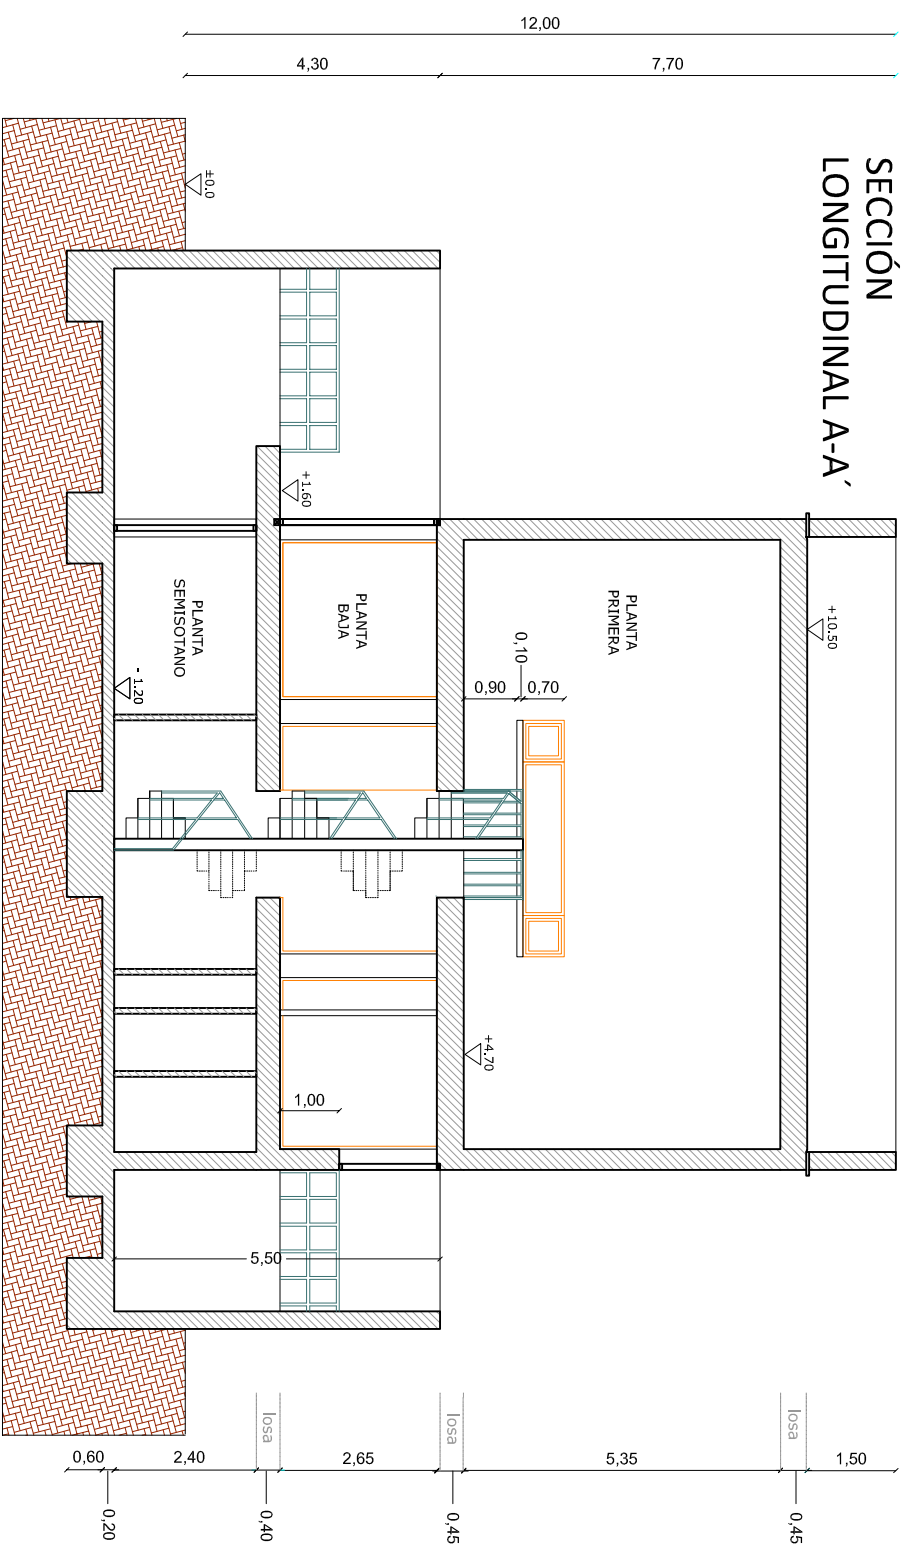 SECCIÓN
LONGITUDINAL A-A´
12,00
4,30
7,70
±0.0
+1.60
+10.50
PLANTA
SEMISOTANO
PLANTA
BAJA
PLANTA
PRIMERA
- 1.20
0,10
0,90
0,70
+4.70
1,00
5,50
losa
losa
losa
0,60
2,40
2,65
5,35
1,50
0,20
0,40
0,45
0,45